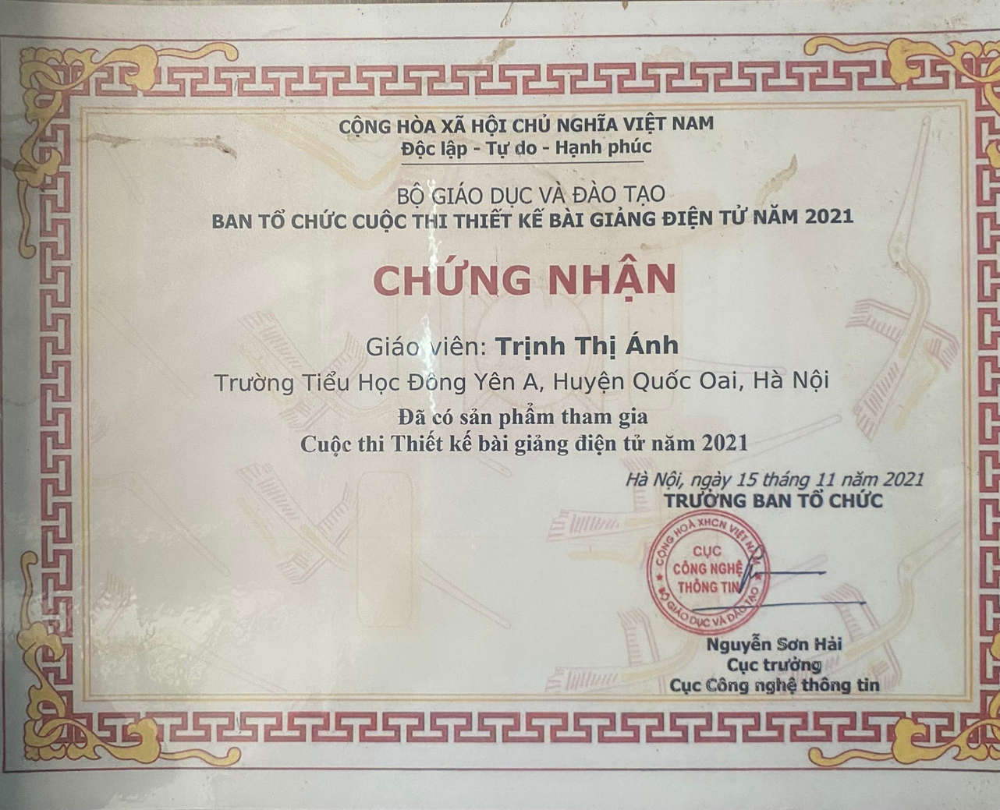 CỘNG HÒA XÃ HỘI CHỦ NGHĨA VIỆT NAM
Độc lập - Tự do - Hạnh phúc
BỘ GIÁO DỤC VÀ ĐÀO TẠO
BAN TỔ CHỨC CUỘC THI THIẾT KẾ BÀI GIẢNG ĐIỆN TỬ NĂM 2021
CHỨNG NHẬN
Giáo viên: Trịnh Thị Ánh
Trường Tiểu Học Đông Yên A, Huyện Quốc Oai, Hà Nội
Đã có sản phẩm tham gia
Cuộc thi Thiết kế bài giảng điện tử năm 2021
Hà Nội, ngày 15 tháng 11 năm 2021
TRƯỞNG BAN TỔ CHỨC
CỘNG HOÀ XHCN VIỆT NAM
CỤC
CÔNG NGHỆ
THÔNG TIN
BỘ GIÁO DỤC VÀ ĐÀO TẠO
Nguyễn Sơn Hải
Cục trưởng
Cục Công nghệ thông tin